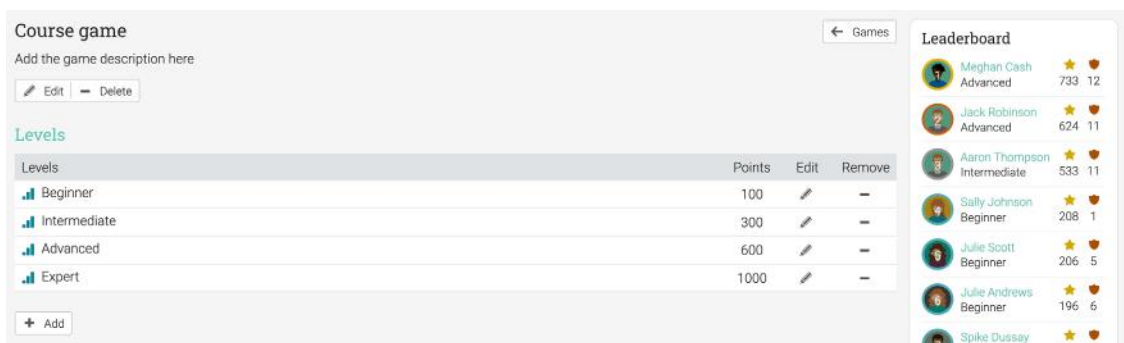 Course game
← Games
Add the game description here
Edit
Delete
Levels
Levels Points Edit Remove
Beginner 100
Intermediate 300
Advanced 600
Expert 1000
+ Add
Leaderboard
Meghan Cash
Advanced 733 12
Jack Robinson
Advanced 624 11
Aaron Thompson
Intermediate 533 11
Sally Johnson
Beginner 208 1
Julie Scott
Beginner 206 5
Julie Andrews
Beginner 196 6
Spike Dussay